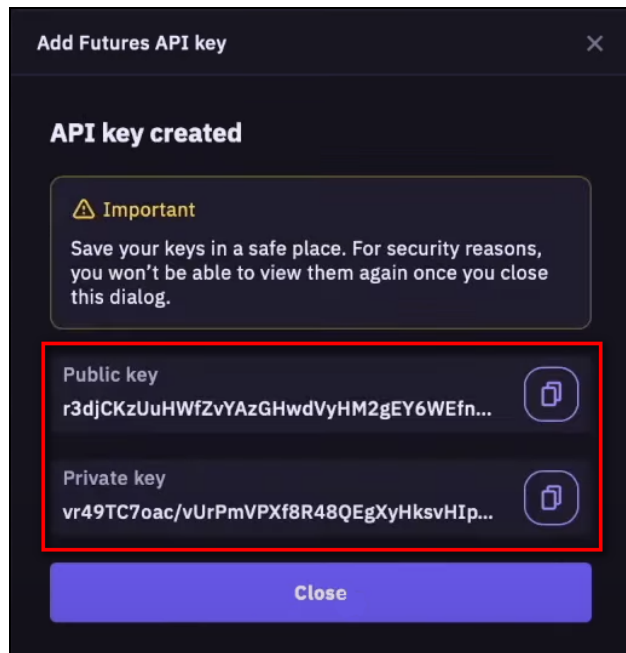 Add Futures API key
API key created
Important
Save your keys in a safe place. For security reasons,
you won't be able to view them again once you close
this dialog.
Public key
r3djCKzUuHWfZvYAzGHwdVyHM2gEY6WEfn...
Private key
vr49TC7oac/vUrPmVPXf8R48QEgXyHksvHIp...
Close